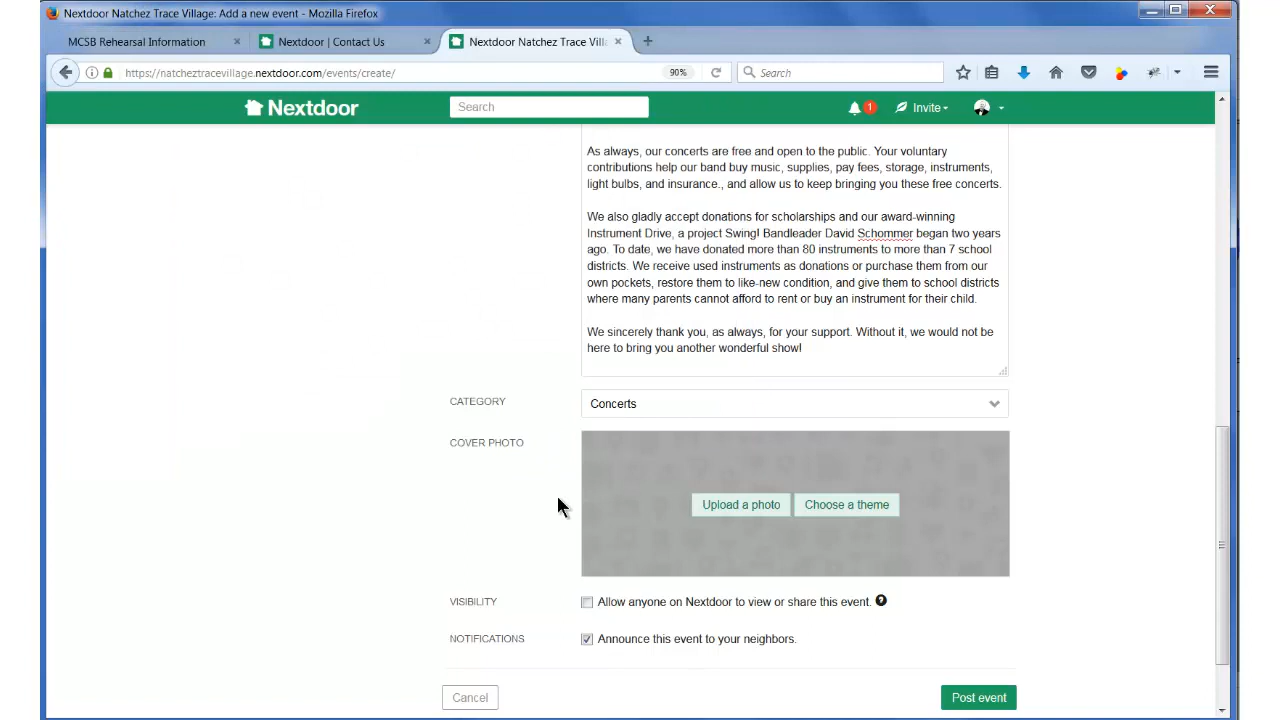 Nextdoor Natchez Trace Village: Add a new event - Mozilla Firefox
MCSB Rehearsal Information
Nextdoor | Contact Us
Nextdoor Natchez Trace Villa
https://natcheztracevillage.nextdoor.com/events/create/
90%
Search
Nextdoor
Search
1
Invite
As always, our concerts are free and open to the public. Your voluntary
contributions help our band buy music, supplies, pay fees, storage, instruments,
light bulbs, and insurance., and allow us to keep bringing you these free concerts.
We also gladly accept donations for scholarships and our award-winning
Instrument Drive, a project Swing! Bandleader David Schommer began two years
ago. To date, we have donated more than 80 instruments to more than 7 school
districts. We receive used instruments as donations or purchase them from our
own pockets, restore them to like-new condition, and give them to school districts
where many parents cannot afford to rent or buy an instrument for their child.
We sincerely thank you, as always, for your support. Without it, we would not be
here to bring you another wonderful show!
CATEGORY
Concerts
COVER PHOTO
Upload a photo
Choose a theme
VISIBILITY
Allow anyone on Nextdoor to view or share this event. ?
NOTIFICATIONS
Announce this event to your neighbors.
Cancel
Post event